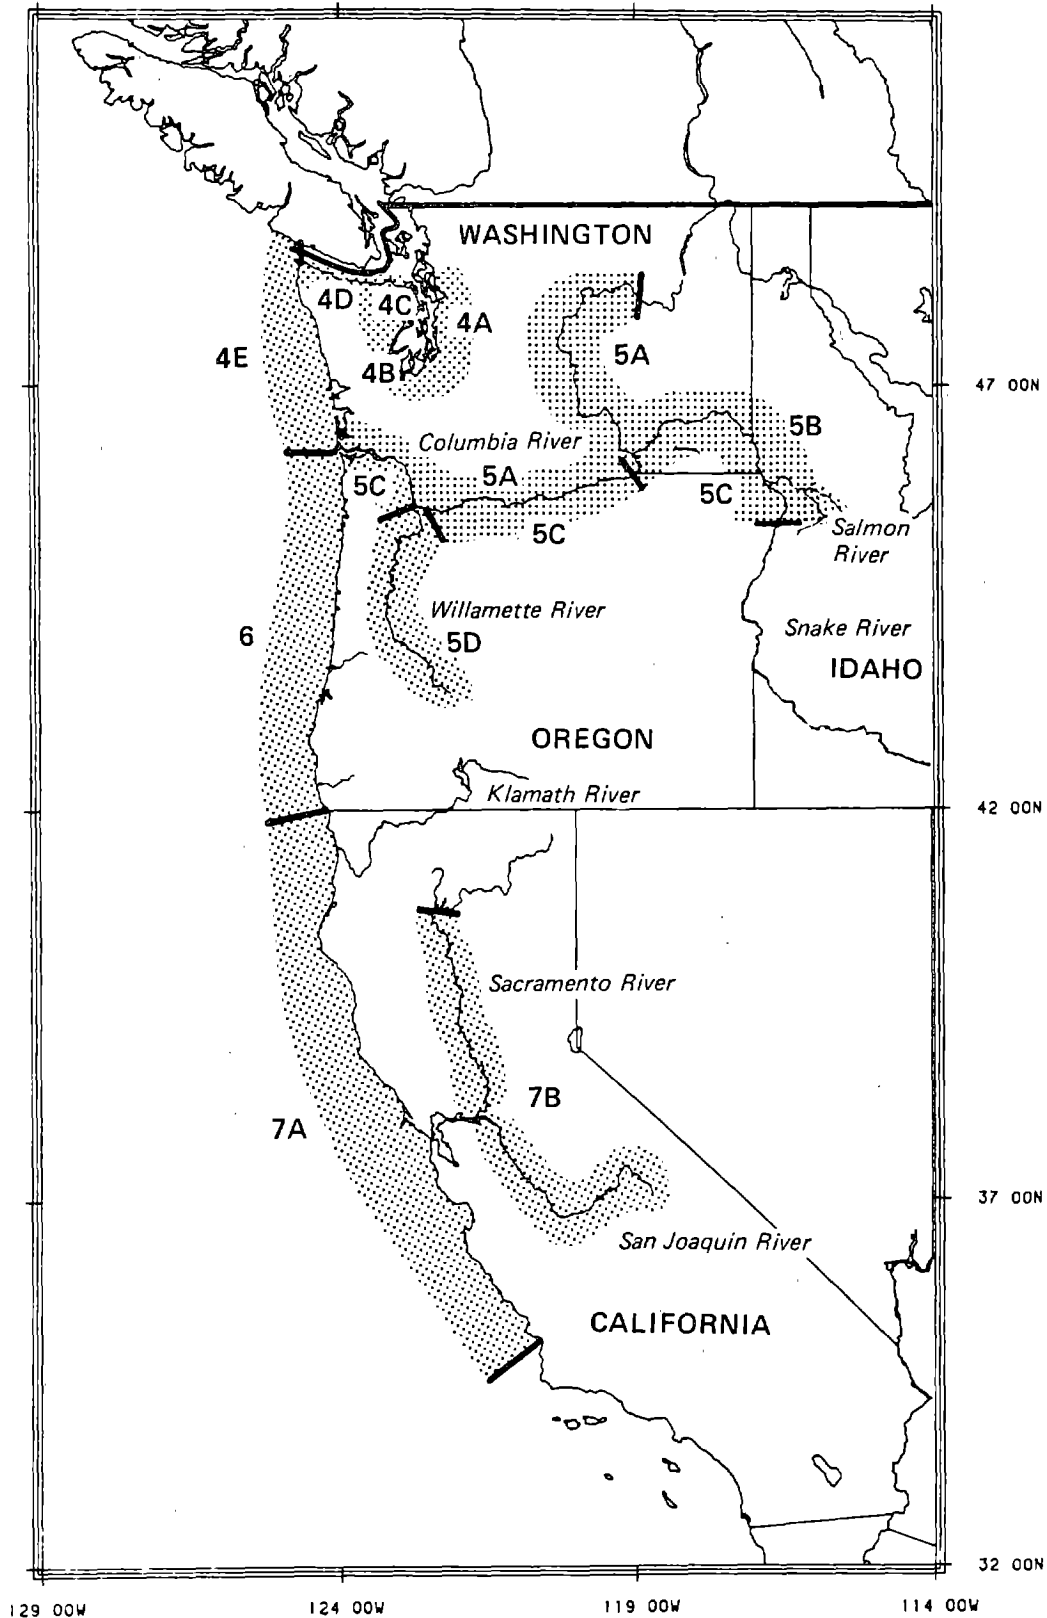 WASHINGTON
4D
4C
4A
4E
4B
5A
47 00N
5B
Columbia River
5A
5C
5C
5C
Salmon
River
Willamette River
5D
6
Snake River
IDAHO
OREGON
Klamath River
42 00N
Sacramento River
7B
7A
37 00N
San Joaquin River
CALIFORNIA
32 00N
129 00W
124 00W
119 00W
114 00W